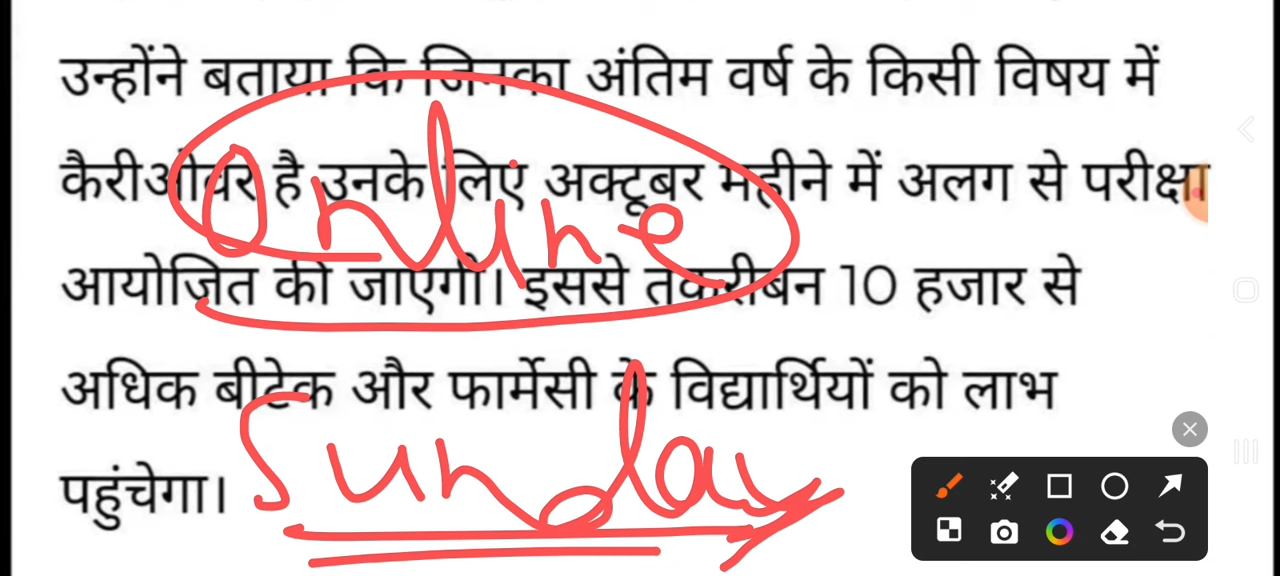 उन्होंने बताया कि जिनका अंतिम वर्ष के किसी विषय में
कैरीओवर है उनके लिए अक्टूबर महीने में अलग से परीक्षा
Online
आयोजित की जाएगी। इससे तकरीबन 10 हजार से
अधिक बीटेक और फार्मेसी के विद्यार्थियों को लाभ
पहुंचेगा।
Sunday